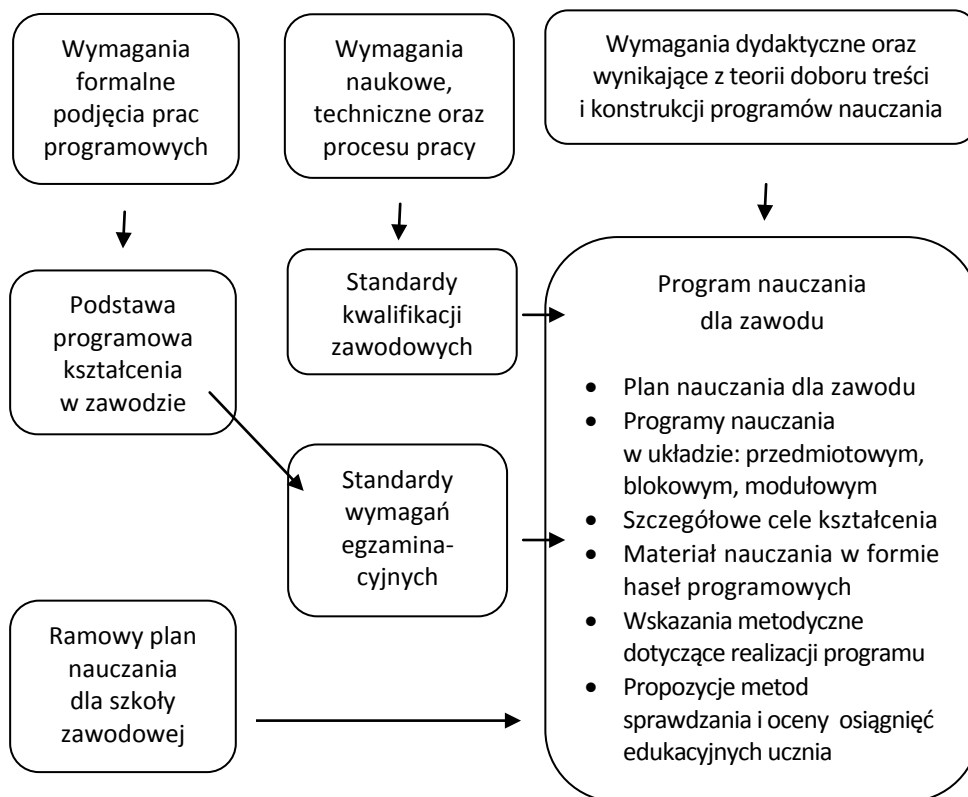 Wymagania
formalne
podjęcia prac
programowych
Wymagania
naukowe,
techniczne oraz
procesu pracy
Wymagania dydaktyczne oraz
wynikające z teorii doboru treści
i konstrukcji programów nauczania
Podstawa
programowa
kształcenia
w zawodzie
Standardy
kwalifikacji
zawodowych
Standardy
wymagań
egzamina-
cyjnych
Ramowy plan
nauczania
dla szkoły
zawodowej
Program nauczania
dla zawodu
• Plan nauczania dla zawodu
• Programy nauczania
w układzie: przedmiotowym,
blokowym, modułowym
• Szczegółowe cele kształcenia
• Materiał nauczania w formie
haseł programowych
• Wskazania metodyczne
dotyczące realizacji programu
• Propozycje metod
sprawdzania i oceny osiągnięć
edukacyjnych ucznia